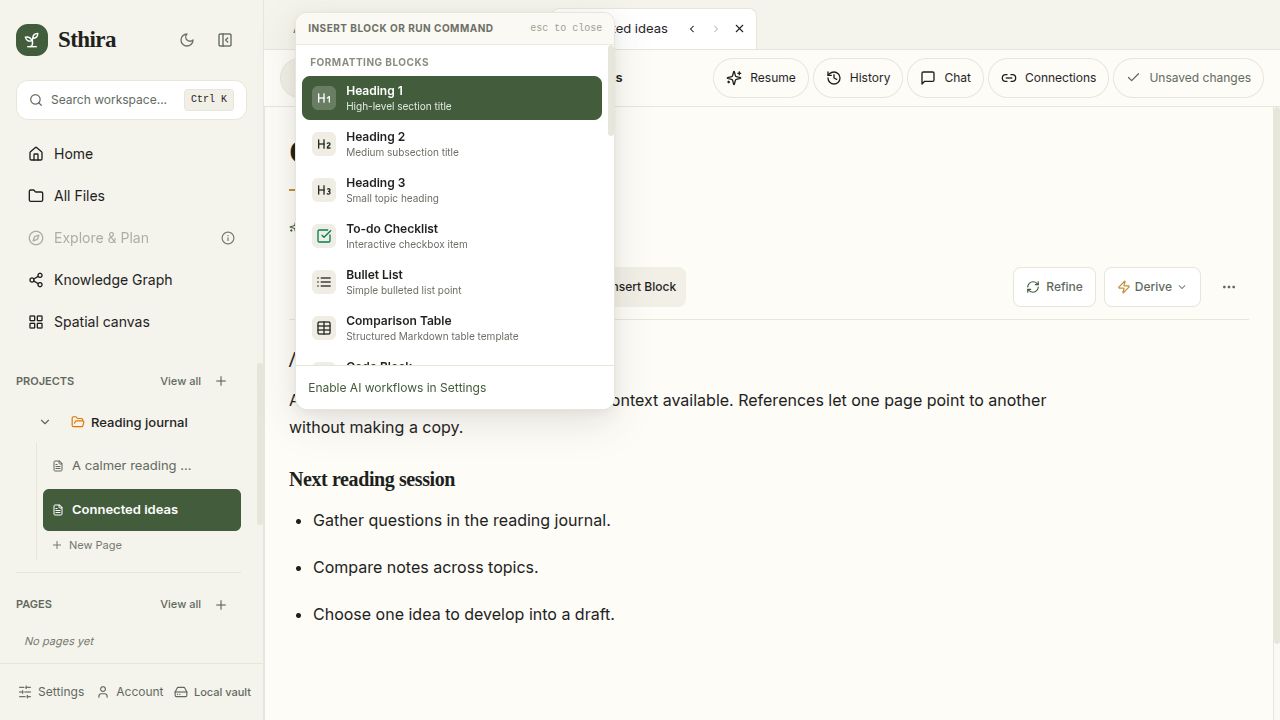 Sthira
Search workspace...
Ctrl K
Home
All Files
Explore & Plan
Knowledge Graph
Spatial canvas
PROJECTS
View all
Reading journal
A calmer reading ...
Connected ideas
New Page
PAGES
View all
No pages yet
Settings
Account
Local vault
INSERT BLOCK OR RUN COMMAND
esc to close
FORMATTING BLOCKS
Heading 1
High-level section title
Heading 2
Medium subsection title
Heading 3
Small topic heading
To-do Checklist
Interactive checkbox item
Bullet List
Simple bulleted list point
Comparison Table
Structured Markdown table template
Code Block
Enable AI workflows in Settings
ideas
Resume
History
Chat
Connections
Unsaved changes
Block
Refine
Derive
/
available. References let one page point to another
without making a copy.
Next reading session
• Gather questions in the reading journal.
• Compare notes across topics.
• Choose one idea to develop into a draft.